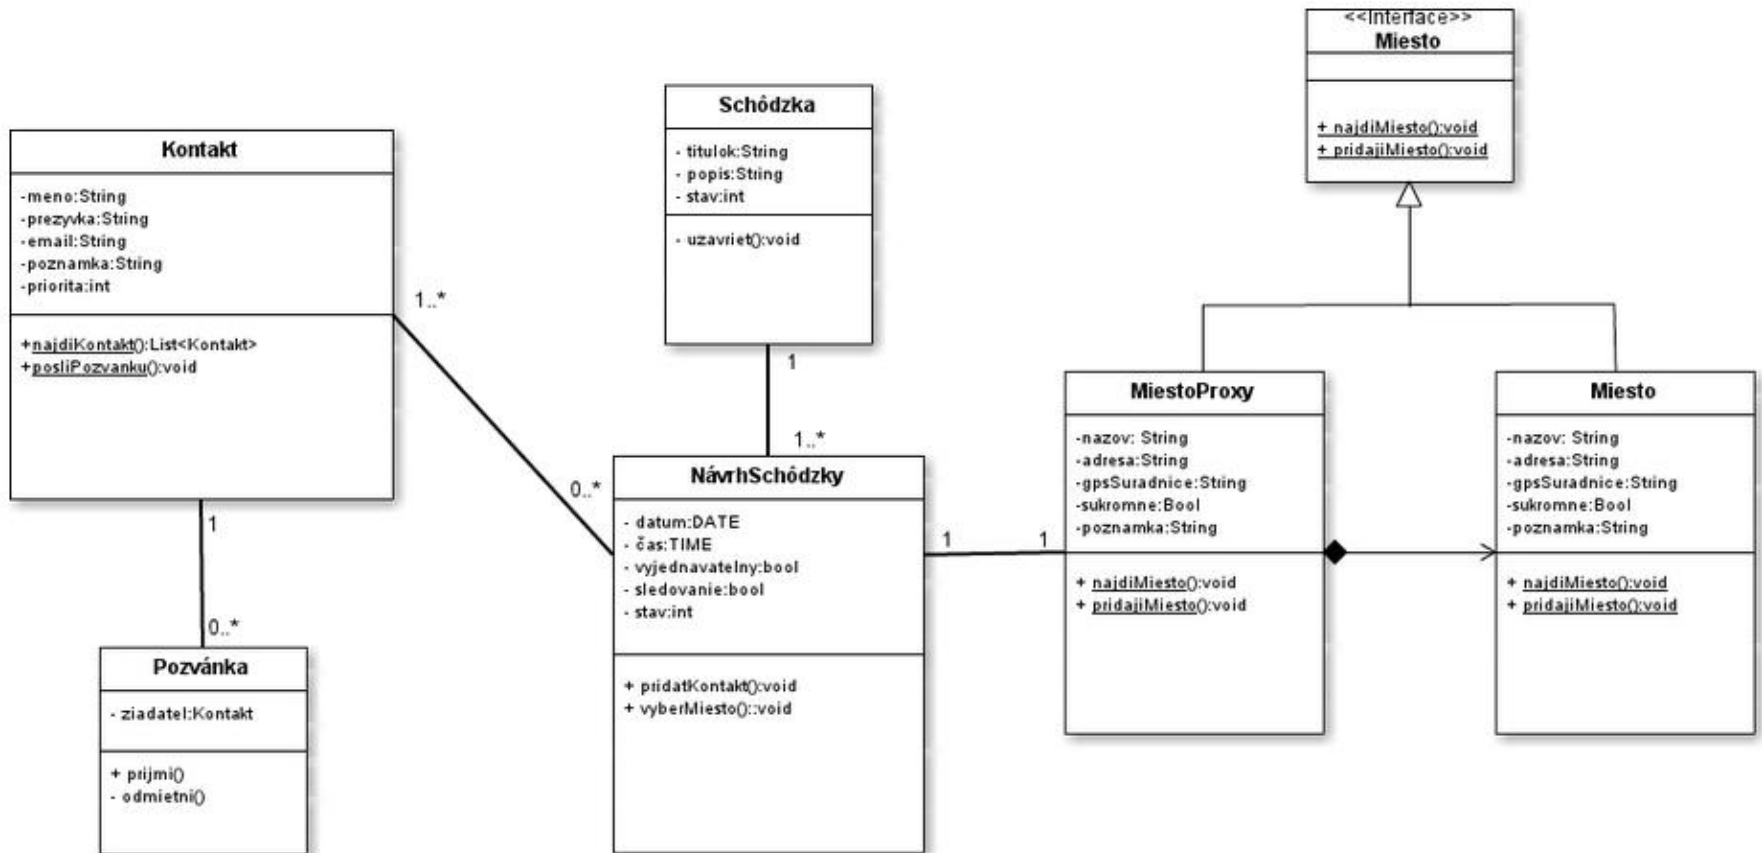 <<Interface>>
Miesto
+ najdiMiesto():void
+ pridajiMiesto():void
Schôdzka
- titulok:String
- popis:String
- stav:int
- uzavriet():void
1
Kontakt
-meno:String
-prezyvka:String
-email:String
-poznamka:String
-priorita:int
+najdiKontakt():List<Kontakt>
+posliPozvanku():void
1..*
0..*
1
0..*
Pozvánka
- ziadatel:Kontakt
+ prijmi()
- odmietni()
1..*
NávrhSchôdzky
- datum:DATE
- čas:TIME
- vyjednavatelny:bool
- sledovanie:bool
- stav:int
+ pridatKontakt():void
+ vyberMiesto()::void
1
1
MiestoProxy
-nazov: String
-adresa:String
-gpsSuradnice:String
-sukromne:Bool
-poznamka:String
+ najdiMiesto():void
+ pridajiMiesto():void
Miesto
-nazov: String
-adresa:String
-gpsSuradnice:String
-sukromne:Bool
-poznamka:String
+ najdiMiesto():void
+ pridajiMiesto():void